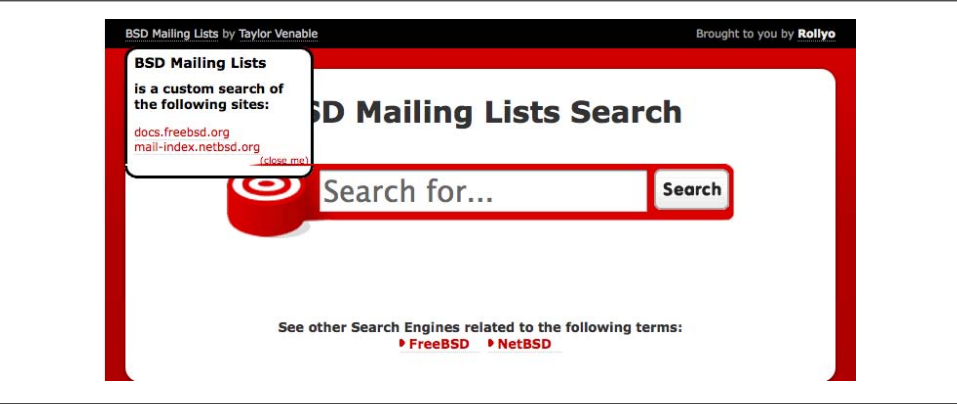 BSD Mailing Lists by Taylor Venable
Brought to you by Rollyo
BSD Mailing Lists
is a custom search of
the following sites:
docs.freebsd.org
mail-index.netbsd.org
(close me)
SD Mailing Lists Search
Search for...
Search
See other Search Engines related to the following terms:
FreeBSD NetBSD